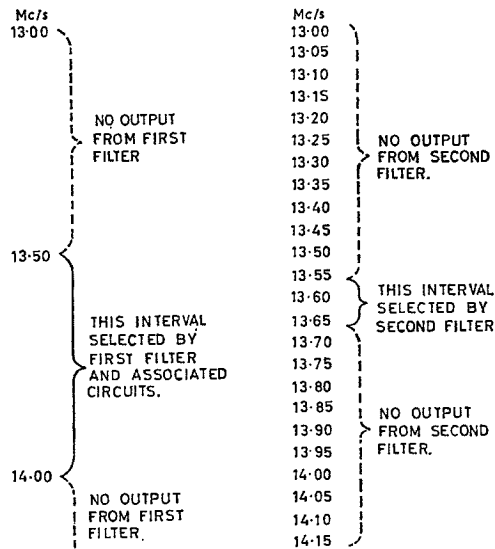 Mc/s
13·00
NO OUTPUT
FROM FIRST
FILTER
13·50
THIS INTERVAL
SELECTED BY
FIRST FILTER
AND ASSOCIATED
CIRCUITS.
14·00
NO OUTPUT
FROM FIRST
FILTER.
Mc/s
13·00
13·05
13·10
13·15
13·20
13·25
13·30
13·35
13·40
13·45
13·50
13·55
13·60
13·65
13·70
13·75
13·80
13·85
13·90
13·95
14·00
14·05
14·10
14·15
NO OUTPUT
FROM SECOND
FILTER.
THIS INTERVAL
SELECTED BY
SECOND FILTER
NO OUTPUT
FROM SECOND
FILTER.